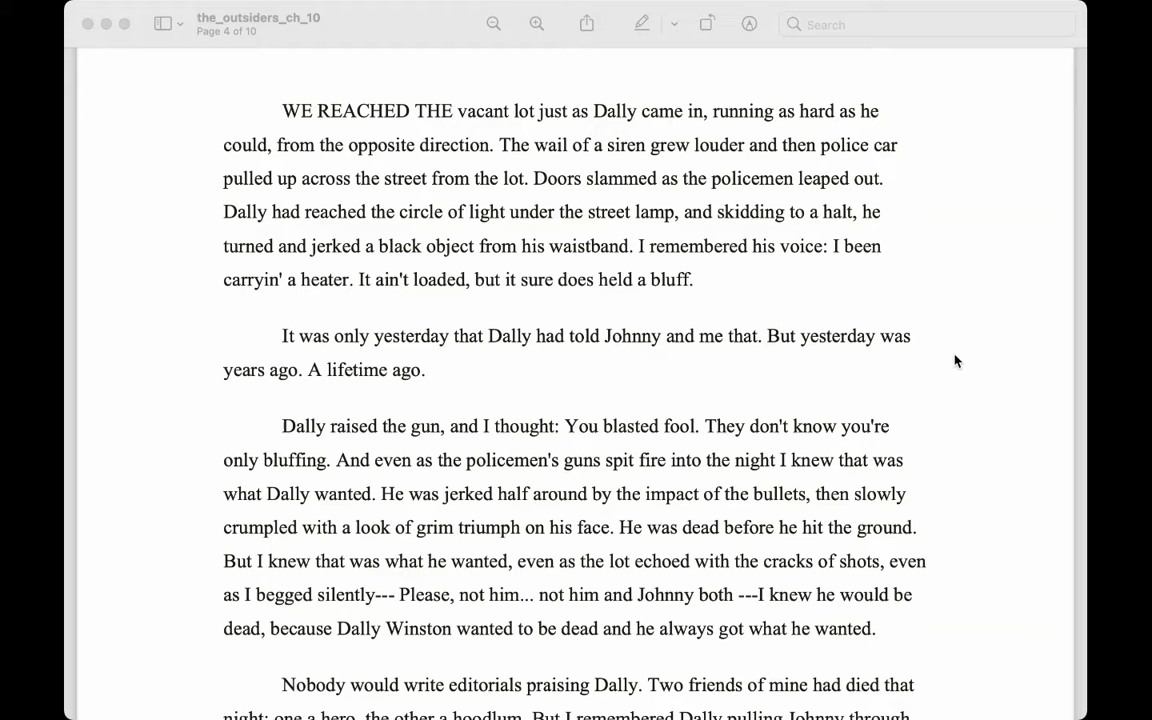 the_outsiders_ch_10
Page 4 of 10
Search
WE REACHED THE vacant lot just as Dally came in, running as hard as he
could, from the opposite direction. The wail of a siren grew louder and then police car
pulled up across the street from the lot. Doors slammed as the policemen leaped out.
Dally had reached the circle of light under the street lamp, and skidding to a halt, he
turned and jerked a black object from his waistband. I remembered his voice: I been
carryin' a heater. It ain't loaded, but it sure does held a bluff.
It was only yesterday that Dally had told Johnny and me that. But yesterday was
years ago. A lifetime ago.
Dally raised the gun, and I thought: You blasted fool. They don't know you're
only bluffing. And even as the policemen's guns spit fire into the night I knew that was
what Dally wanted. He was jerked half around by the impact of the bullets, then slowly
crumpled with a look of grim triumph on his face. He was dead before he hit the ground.
But I knew that was what he wanted, even as the lot echoed with the cracks of shots, even
as I begged silently--- Please, not him... not him and Johnny both ---I knew he would be
dead, because Dally Winston wanted to be dead and he always got what he wanted.
Nobody would write editorials praising Dally. Two friends of mine had died that
night: one a hero, the other a hoodlum. But I remembered Dally pulling Johnny through